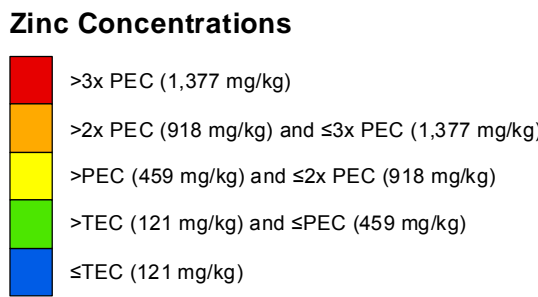 Zinc Concentrations
>3x PEC (1,377 mg/kg)
>2x PEC (918 mg/kg) and ≤3x PEC (1,377 mg/kg)
>PEC (459 mg/kg) and ≤2x PEC (918 mg/kg)
>TEC (121 mg/kg) and ≤PEC (459 mg/kg)
≤TEC (121 mg/kg)